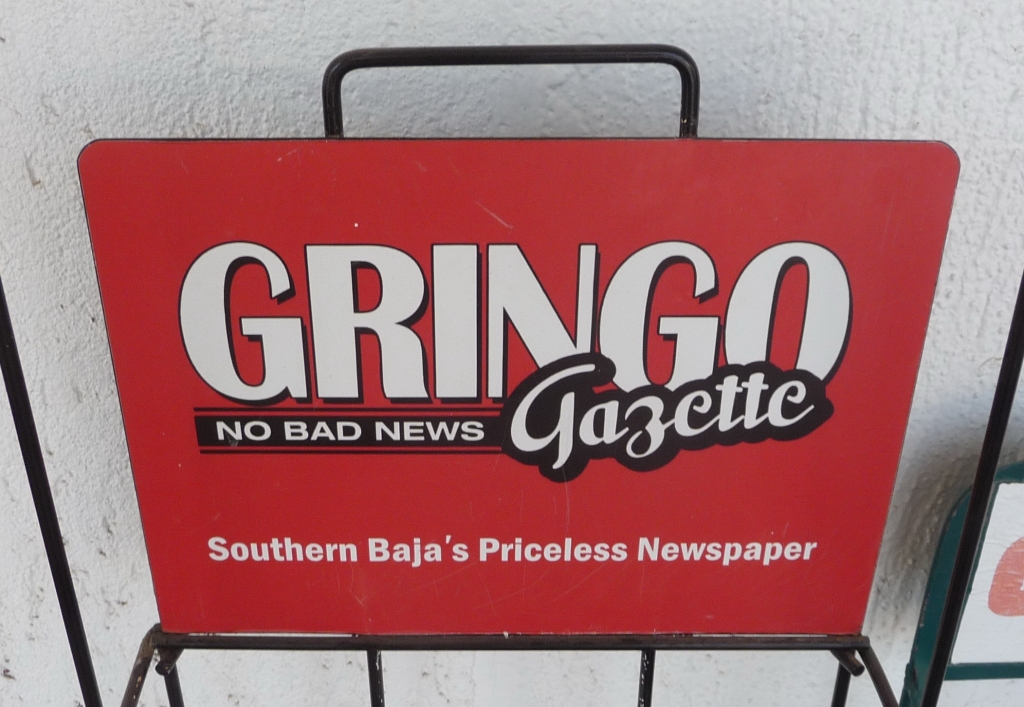 GRINGO
Gazette
NO BAD NEWS
Southern Baja's Priceless Newspaper